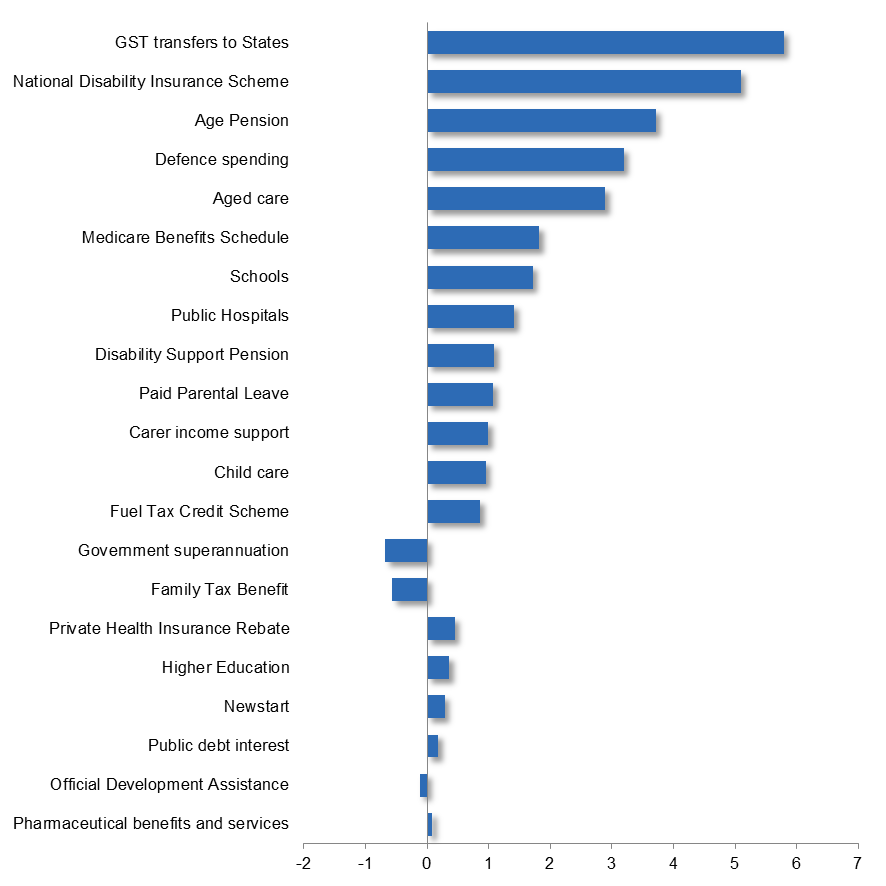 GST transfers to States
National Disability Insurance Scheme
Age Pension
Defence spending
Aged care
Medicare Benefits Schedule
Schools
Public Hospitals
Disability Support Pension
Paid Parental Leave
Carer income support
Child care
Fuel Tax Credit Scheme
Government superannuation
Family Tax Benefit
Private Health Insurance Rebate
Higher Education
Newstart
Public debt interest
Official Development Assistance
Pharmaceutical benefits and services
-2 -1 0 1 2 3 4 5 6 7